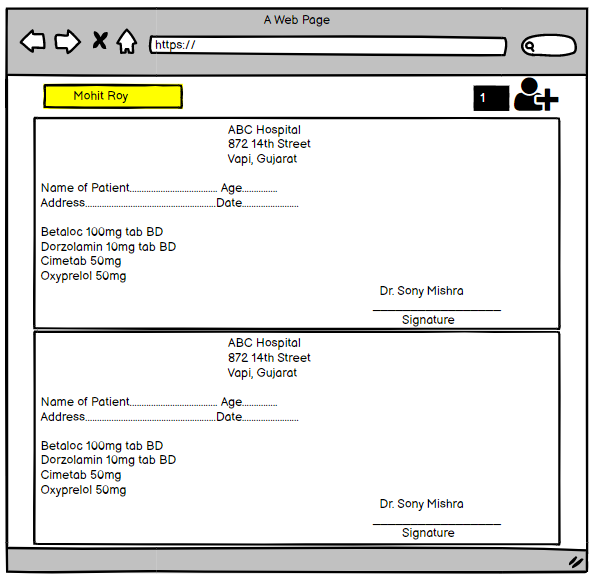 A Web Page
https://
Mohit Roy
1
ABC Hospital
872 14th Street
Vapi, Gujarat
Name of Patient................................... Age..............
Address....................................................Date......................
Betaloc 100mg tab BD
Dorzolamin 10mg tab BD
Cimetab 50mg
Oxyprelol 50mg
Dr. Sony Mishra
____________________
Signature
ABC Hospital
872 14th Street
Vapi, Gujarat
Name of Patient................................... Age..............
Address....................................................Date......................
Betaloc 100mg tab BD
Dorzolamin 10mg tab BD
Cimetab 50mg
Oxyprelol 50mg
Dr. Sony Mishra
____________________
Signature